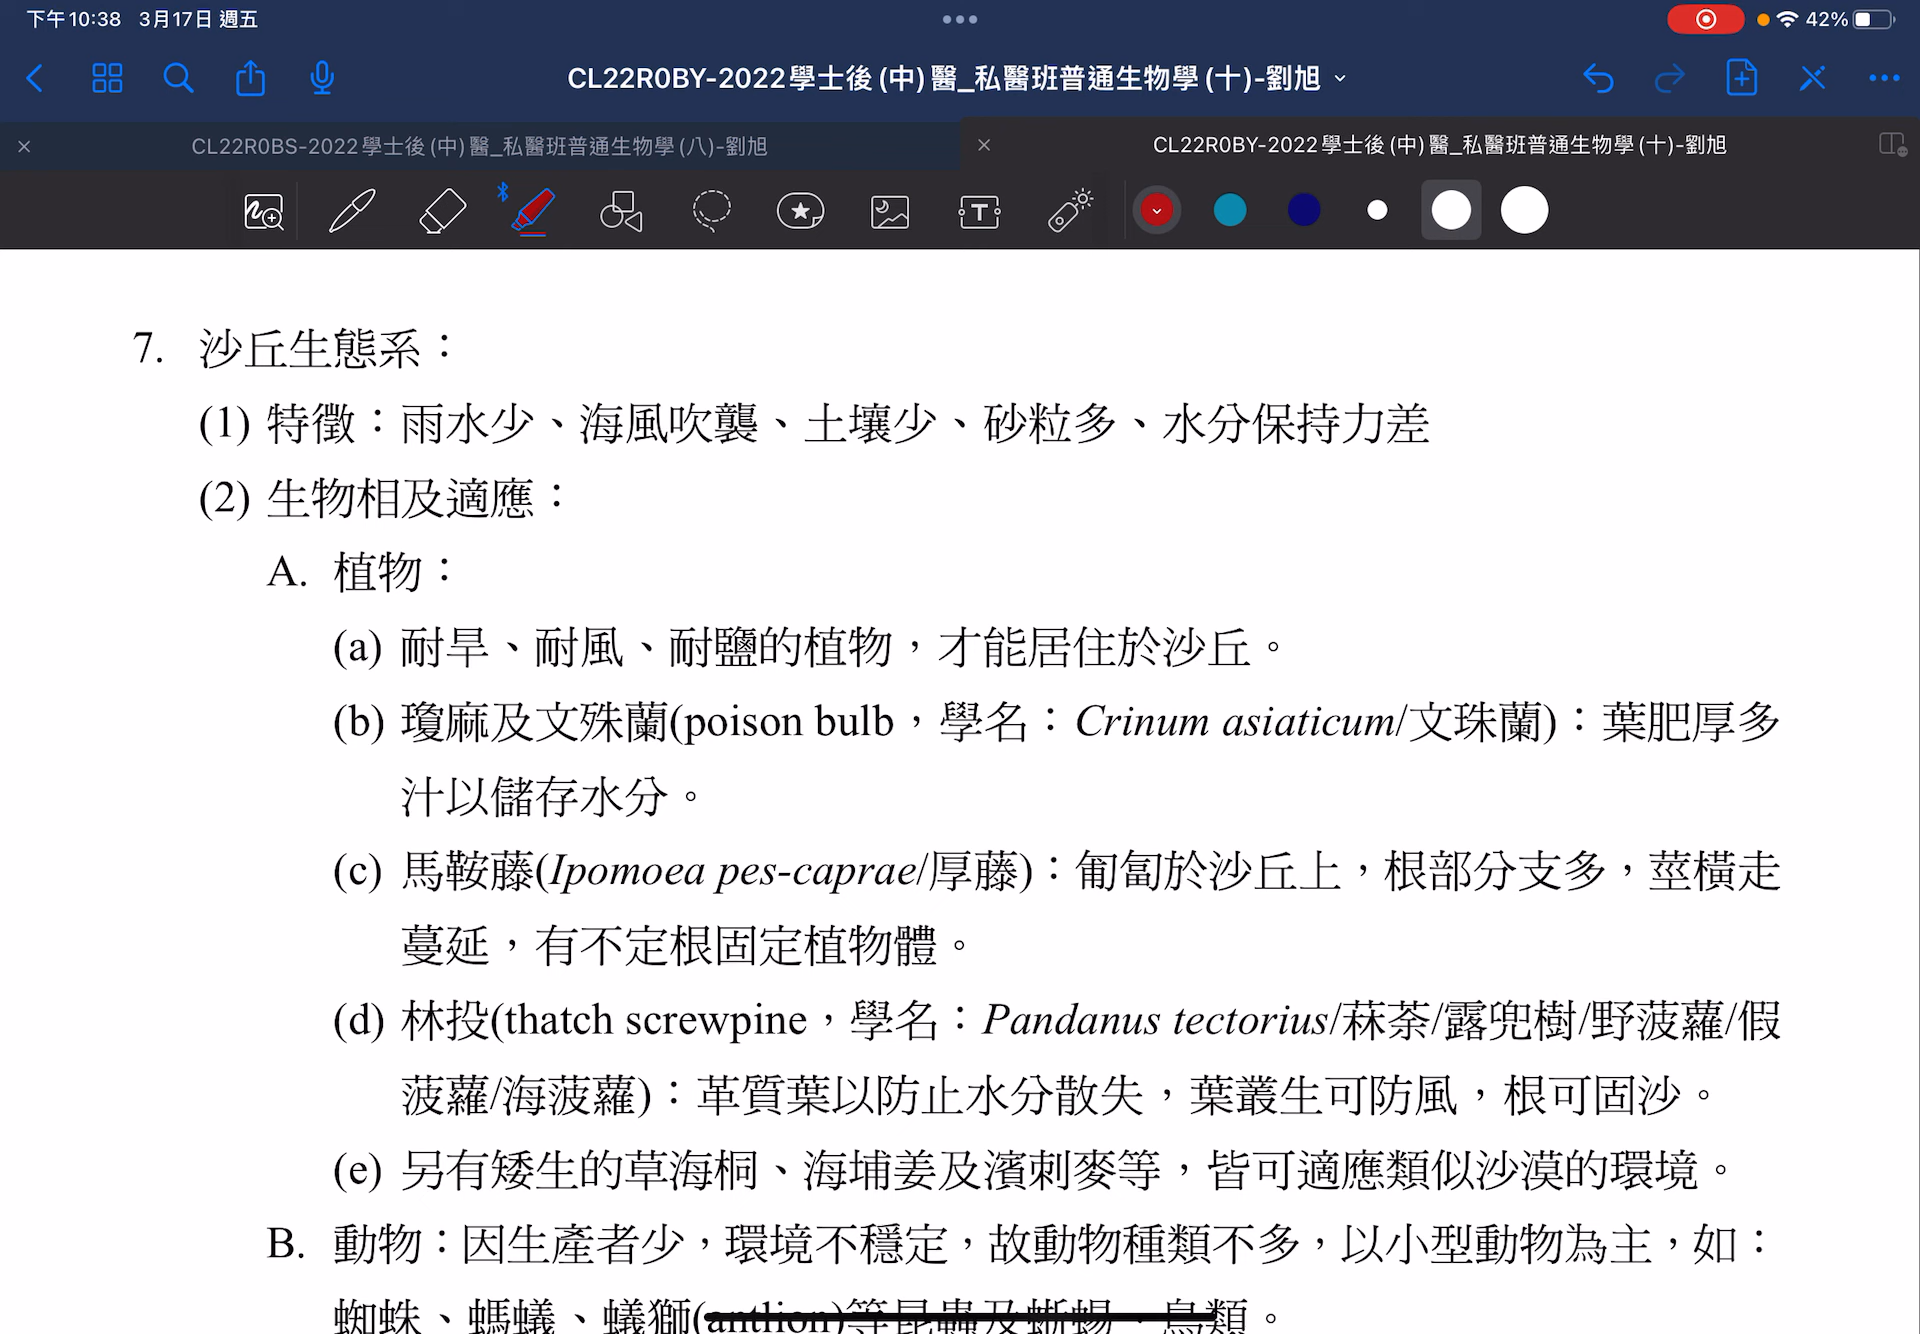 下午10:38 3月17日 週五
42%
CL22R0BY-2022學士後(中)醫_私醫班普通生物學(十)-劉旭
CL22R0BS-2022學士後(中)醫_私醫班普通生物學(八)-劉旭
CL22R0BY-2022學士後(中)醫_私醫班普通生物學(十)-劉旭
7. 沙丘生態系：
(1) 特徵：雨水少、海風吹襲、土壤少、砂粒多、水分保持力差
(2) 生物相及適應：
A. 植物：
(a) 耐旱、耐風、耐鹽的植物，才能居住於沙丘。
(b) 瓊麻及文殊蘭(poison bulb，學名：Crinum asiaticum/文珠蘭)：葉肥厚多
汁以儲存水分。
(c) 馬鞍藤(Ipomoea pes-caprae/厚藤)：匍匐於沙丘上，根部分支多，莖橫走
蔓延，有不定根固定植物體。
(d) 林投(thatch screwpine，學名：Pandanus tectorius/菻荼/露兜樹/野菠蘿/假
菠蘿/海菠蘿)：革質葉以防止水分散失，葉叢生可防風，根可固沙。
(e) 另有矮生的草海桐、海埔姜及濱刺麥等，皆可適應類似沙漠的環境。
B. 動物：因生產者少，環境不穩定，故動物種類不多，以小型動物為主，如：
蜘蛛、螞蟻、蟻獅(antlion)等昆蟲及蜥蜴、鳥類。